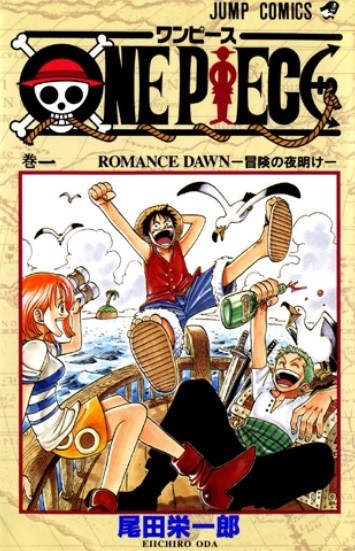 JUMP COMICS
ワンピース
ONE PIECE
巻一
ROMANCE DAWN—冒険の夜明け—
尾田栄一郎
EIICHIRO ODA